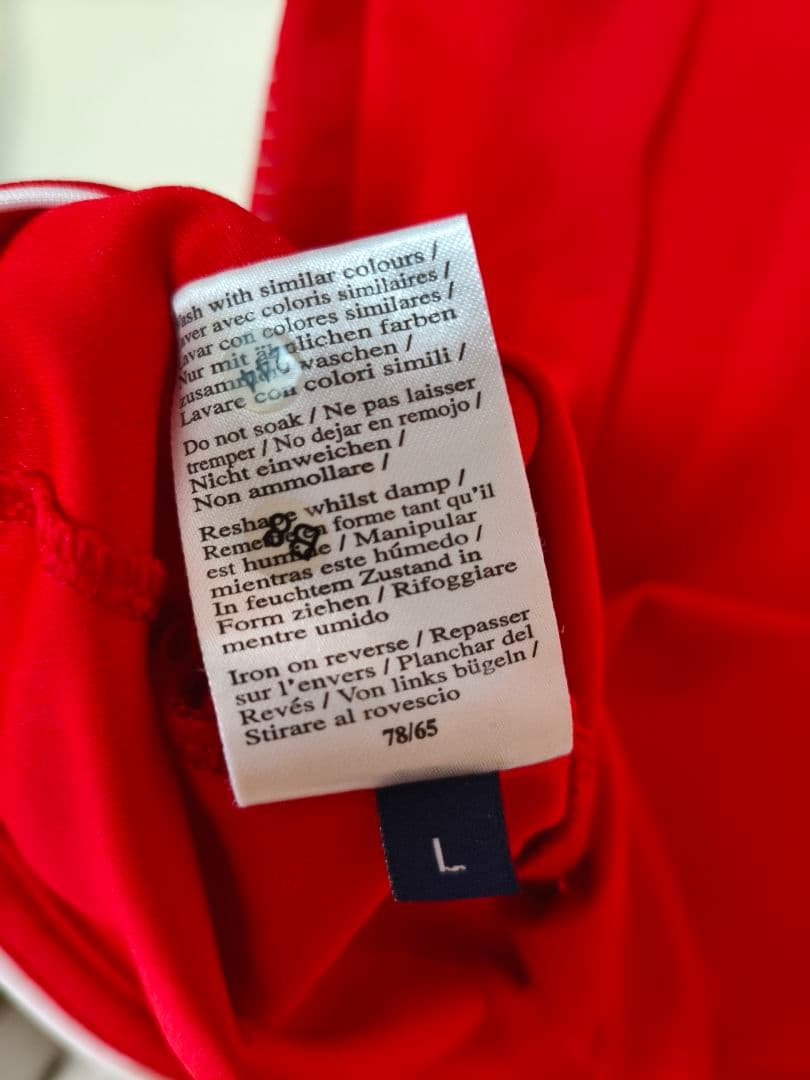 ash with similar colours /
ver avec coloris similaires /
avar con colores similares /
Nur mit ähnlichen farben
waschen /
Lavare con colori simili /
Do not soak / Ne pas laisser
tremper / No dejar en remojo /
Nicht einweichen /
Non ammollare /
Reshape whilst damp /
forme tant qu'il
est humide / Manipular
mientras este húmedo /
In feuchtem Zustand in
Form ziehen / Rifoggiare
mentre umido
Iron on reverse / Repasser
sur l'envers / Planchar del
Revés / Von links bügeln /
Stirare al rovescio
78/65
L